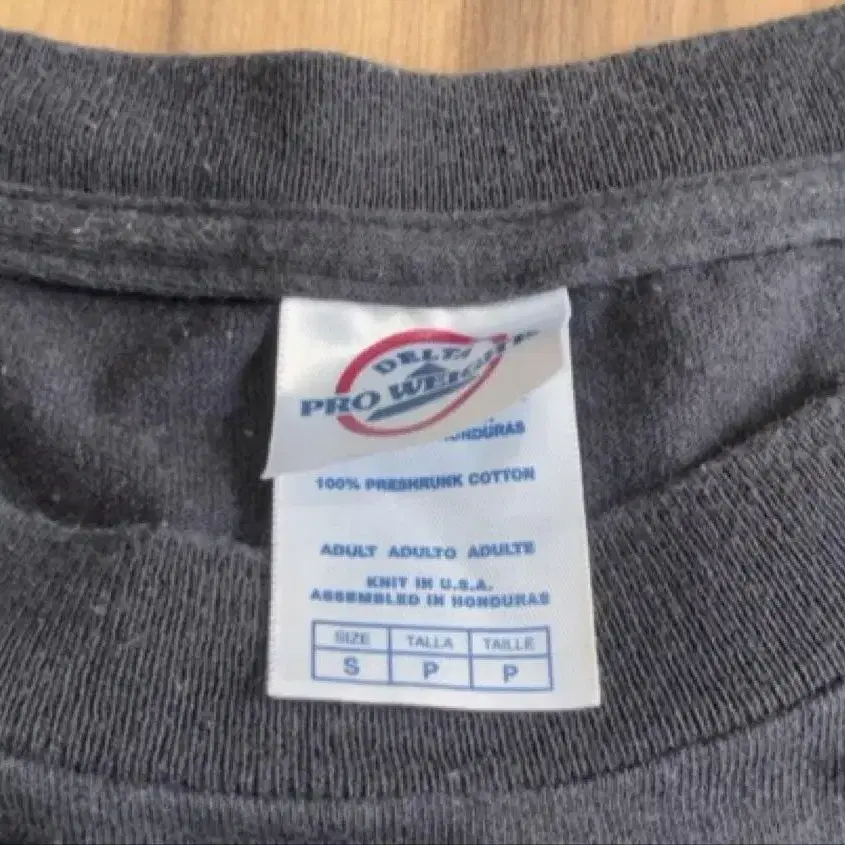 DELTA
PRO WEIGHT
HONDURAS
100% PRESHRUNK COTTON
ADULT ADULTO ADULTE
KNIT IN U.S.A.
ASSEMBLED IN HONDURAS
SIZE TALLA TAILLE
S P P